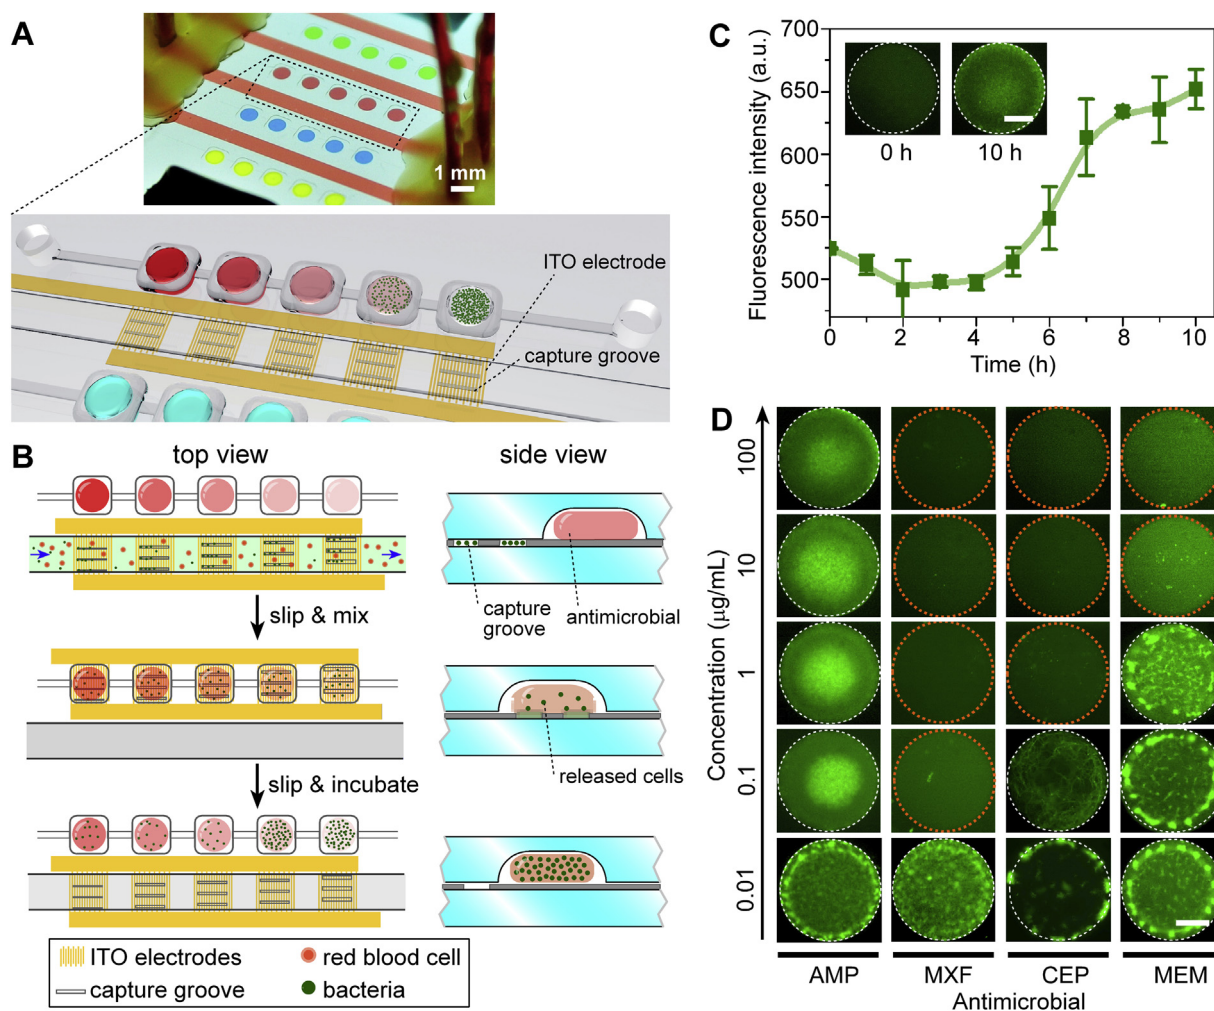 A
1 mm
ITO electrode
capture groove
B
top view
side view
capture
groove
antimicrobial
slip & mix
released cells
slip & incubate
ITO electrodes
red blood cell
capture groove
bacteria
C
700
650
600
550
500
Fluorescence intensity (a.u.)
0 h
10 h
0 2 4 6 8 10
Time (h)
D
Concentration (µg/mL)
100
10
1
0.1
0.01
AMP MXF CEP MEM
Antimicrobial